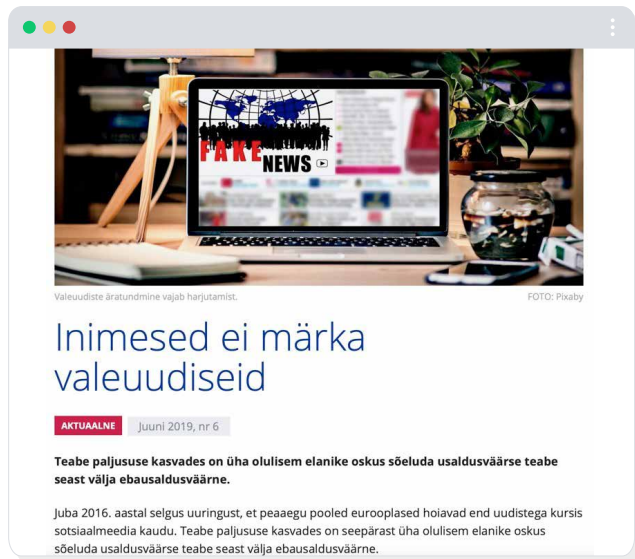 FAKE
NEWS
Valeuudiste äratundmine vajab harjutamist.
FOTO: Pixaby
Inimesed ei märka
valeuudiseid
AKTUAALNE
Juuni 2019, nr 6
Teabe paljususe kasvades on üha olulisem elanike oskus sõeluda usaldusväärse teabe
seast välja ebausaldusväärne.
Juba 2016. aastal selgus uuringust, et peaaegu pooled eurooplased hoiavad end uudistega kursis
sotsiaalmeedia kaudu. Teabe paljususe kasvades on seepärast üha olulisem elanike oskus
sõeluda usaldusväärse teabe seast välja ebausaldusväärne.